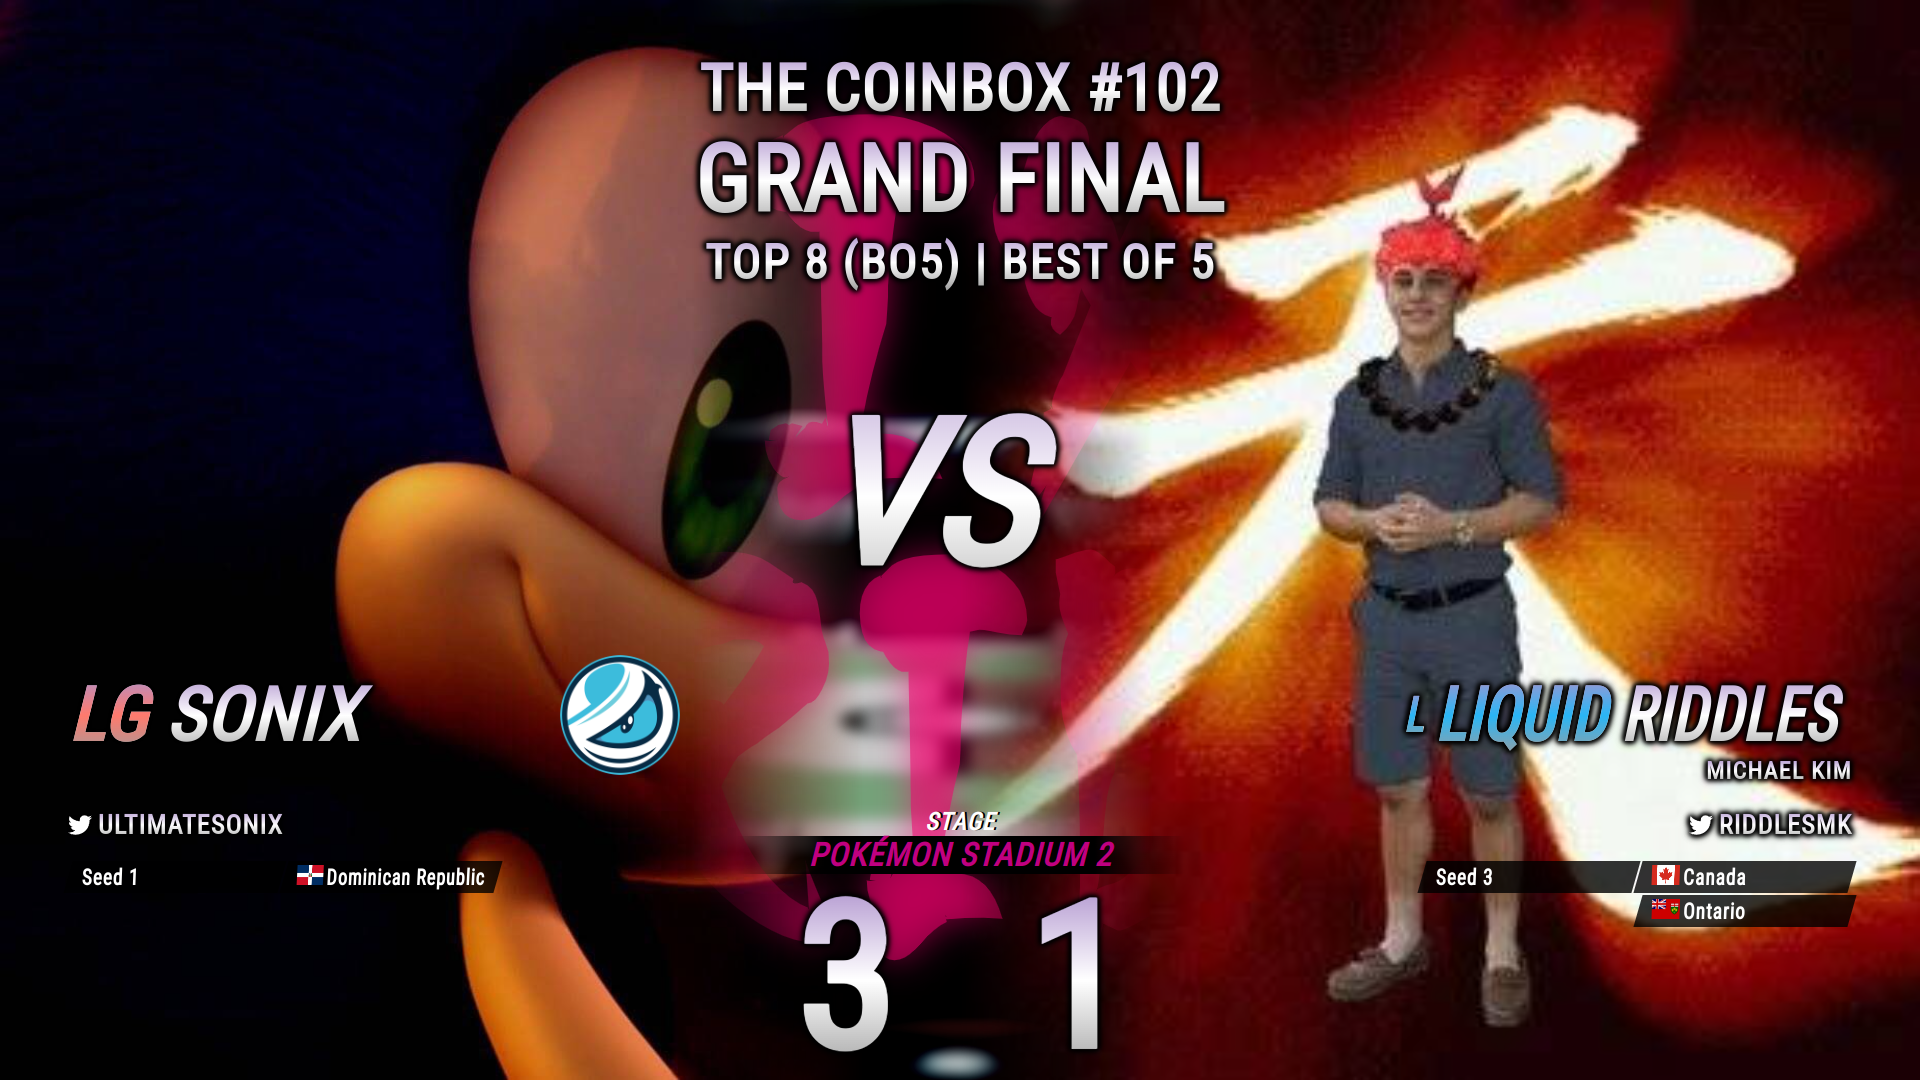 THE COINBOX #102
GRAND FINAL
TOP 8 (BO5) | BEST OF 5
VS
LG SONIX
L LIQUID RIDDLES
MICHAEL KIM
ULTIMATESONIX
RIDDLESMK
STAGE
POKÉMON STADIUM 2
Seed 1
Dominican Republic
Seed 3
Canada
Ontario
3 1